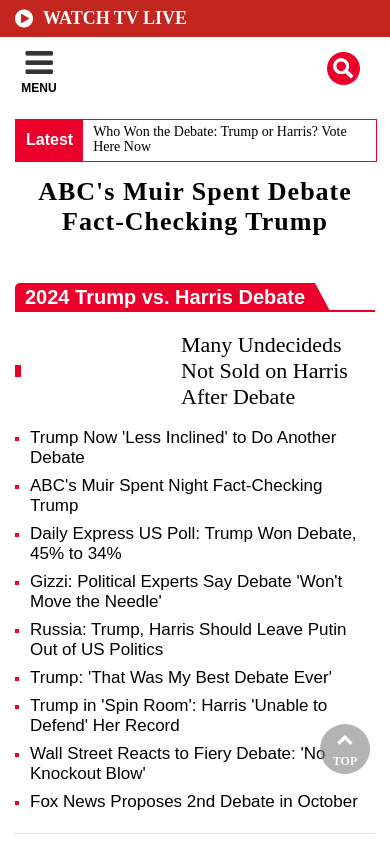 WATCH TV LIVE
MENU
Latest
Who Won the Debate: Trump or Harris? Vote
Here Now
ABC's Muir Spent Debate
Fact-Checking Trump
2024 Trump vs. Harris Debate
Many Undecideds
Not Sold on Harris
After Debate
Trump Now 'Less Inclined' to Do Another
Debate
ABC's Muir Spent Night Fact-Checking
Trump
Daily Express US Poll: Trump Won Debate,
45% to 34%
Gizzi: Political Experts Say Debate 'Won't
Move the Needle'
Russia: Trump, Harris Should Leave Putin
Out of US Politics
Trump: 'That Was My Best Debate Ever'
Trump in 'Spin Room': Harris 'Unable to
Defend' Her Record
Wall Street Reacts to Fiery Debate: 'No
Knockout Blow'
TOP
Fox News Proposes 2nd Debate in October